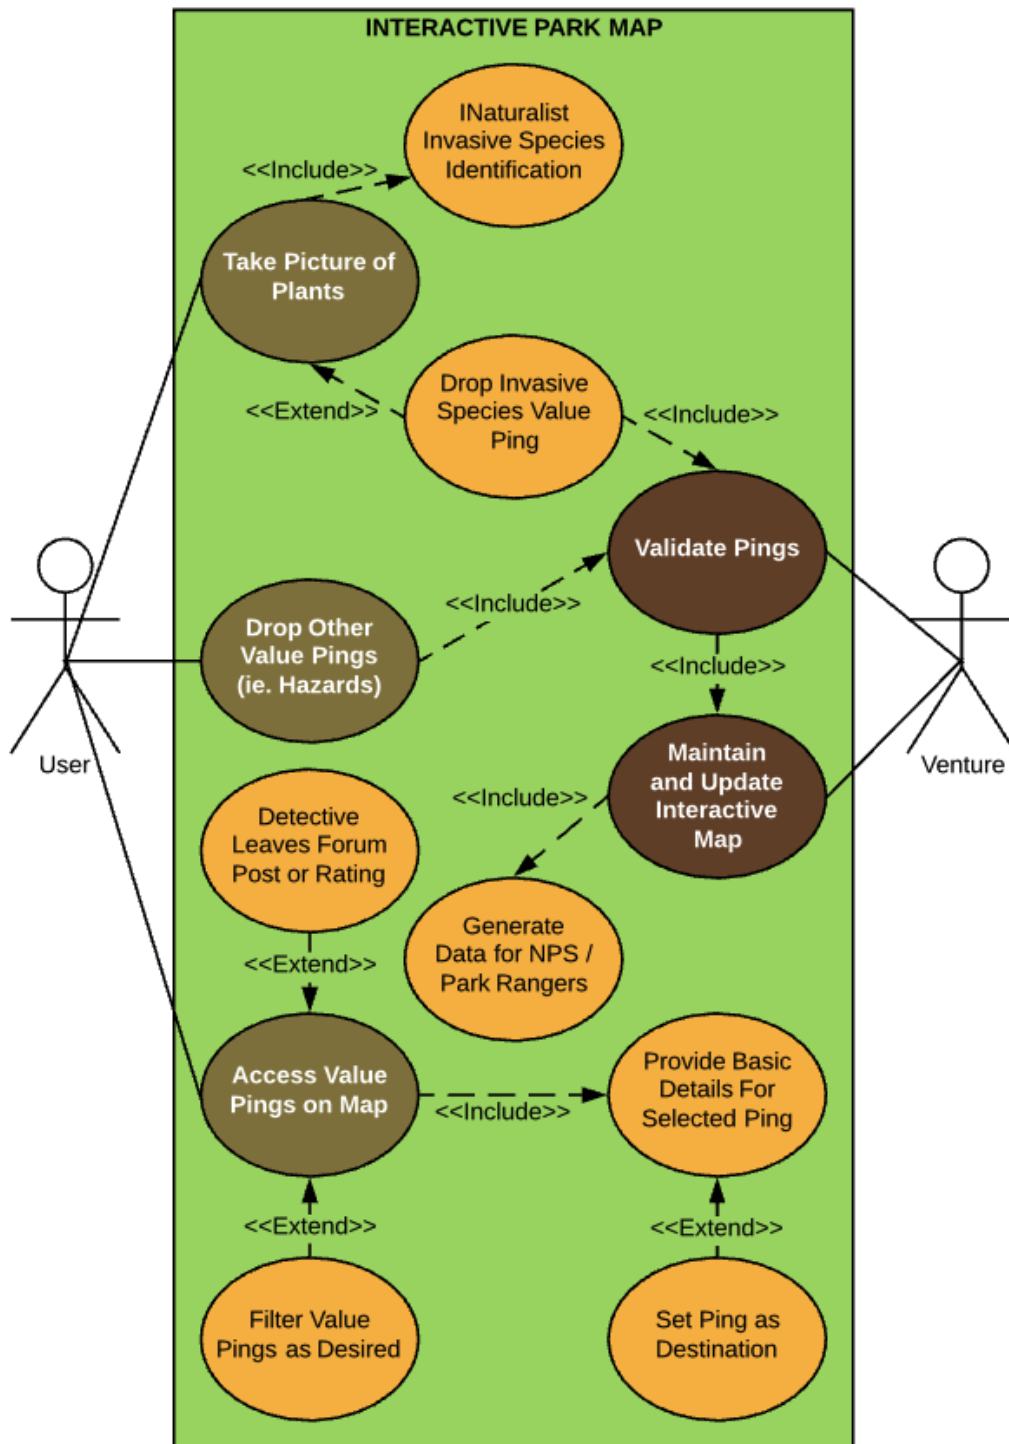 INTERACTIVE PARK MAP
INaturalist
Invasive Species
Identification
<<Include>>
Take Picture of
Plants
Drop Invasive
Species Value
Ping
<<Extend>>
<<Include>>
Validate Pings
<<Include>>
Drop Other
Value Pings
(ie. Hazards)
<<Include>>
User
Venture
Maintain
and Update
Interactive
Map
<<Include>>
Detective
Leaves Forum
Post or Rating
Generate
Data for NPS /
Park Rangers
<<Extend>>
Access Value
Pings on Map
<<Include>>
Provide Basic
Details For
Selected Ping
<<Extend>>
<<Extend>>
Filter Value
Pings as Desired
Set Ping as
Destination